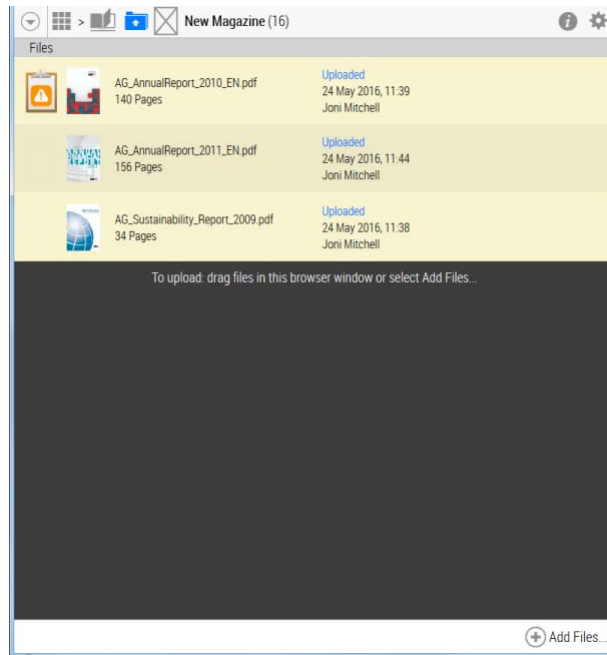 > New Magazine (16)
Files
AG_AnnualReport_2010_EN.pdf
140 Pages
Uploaded
24 May 2016, 11:39
Joni Mitchell
AG_AnnualReport_2011_EN.pdf
156 Pages
Uploaded
24 May 2016, 11:44
Joni Mitchell
AG_Sustainability_Report_2009.pdf
34 Pages
Uploaded
24 May 2016, 11:38
Joni Mitchell
To upload: drag files in this browser window or select Add Files...
Add Files...